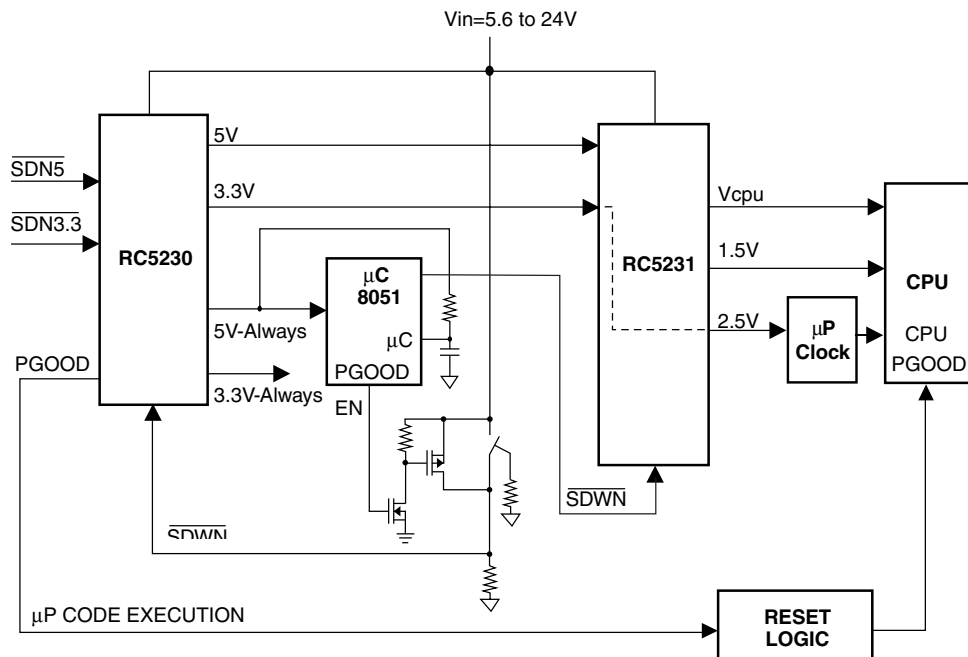 Vin=5.6 to 24V
SDN5
SDN3.3
RC5230
5V
3.3V
5V-Always
3.3V-Always
PGOOD
μC
8051
μC
PGOOD
EN
RC5231
Vcpu
1.5V
2.5V
μP
Clock
CPU
CPU
PGOOD
SDWN
SDWN
μP CODE EXECUTION
RESET
LOGIC